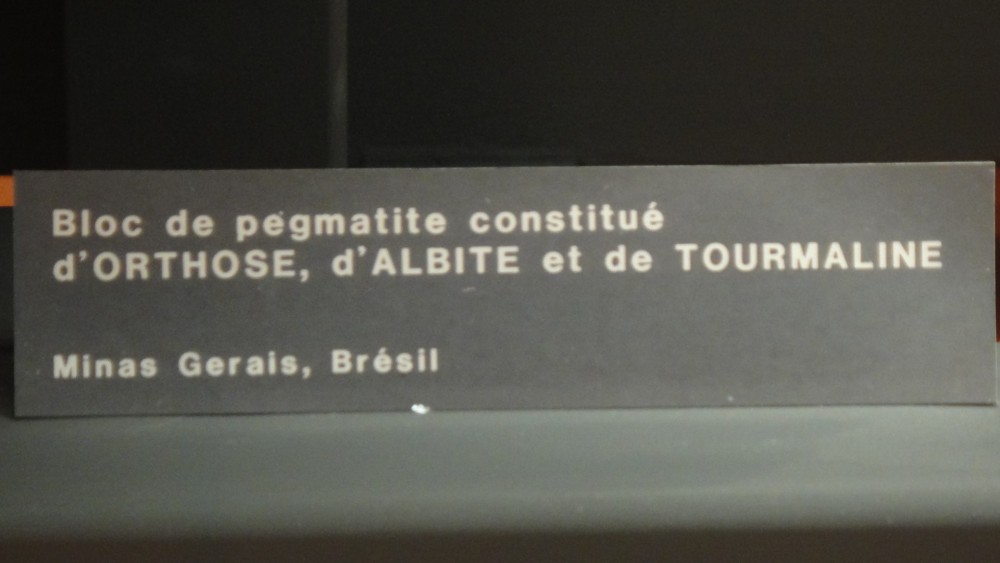 Bloc de pegmatite constitué
d'ORTHOSE, d'ALBITE et de TOURMALINE
Minas Gerais, Brésil